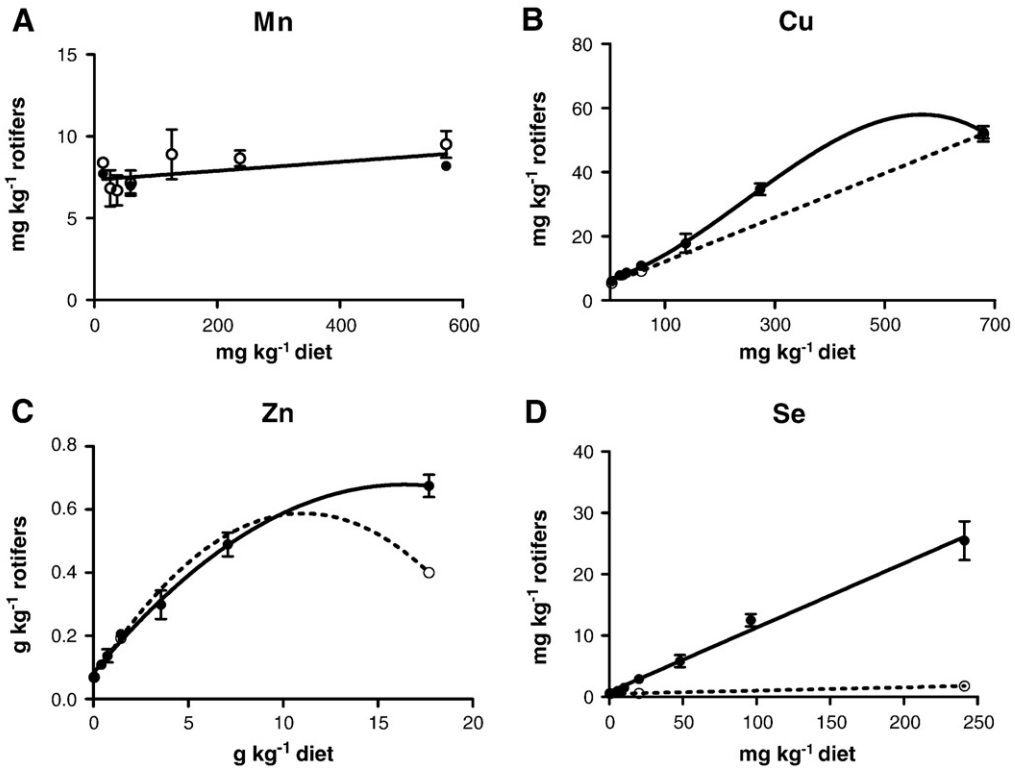 A Mn
15
10
5
0
0 200 400 600
mg kg⁻¹ rotifers
mg kg⁻¹ diet
B Cu
80
60
40
20
0
100 300 500 700
mg kg⁻¹ rotifers
mg kg⁻¹ diet
C Zn
0.8
0.6
0.4
0.2
0.0
0 5 10 15 20
g kg⁻¹ rotifers
g kg⁻¹ diet
D Se
40
30
20
10
0
0 50 100 150 200 250
mg kg⁻¹ rotifers
mg kg⁻¹ diet